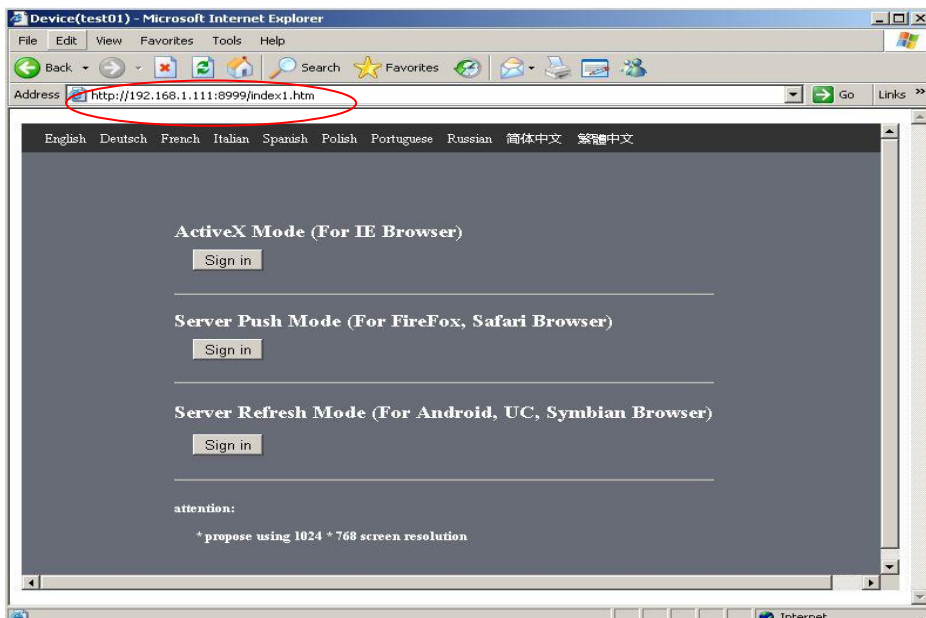 Device(test01) - Microsoft Internet Explorer
File Edit View Favorites Tools Help
Back Search Favorites
Address http://192.168.1.111:8999/index1.htm Go Links »
English Deutsch French Italian Spanish Polish Portuguese Russian 简体中文 繁體中文
ActiveX Mode (For IE Browser)
Sign in
Server Push Mode (For FireFox, Safari Browser)
Sign in
Server Refresh Mode (For Android, UC, Symbian Browser)
Sign in
attention:
* propose using 1024 * 768 screen resolution
Internet